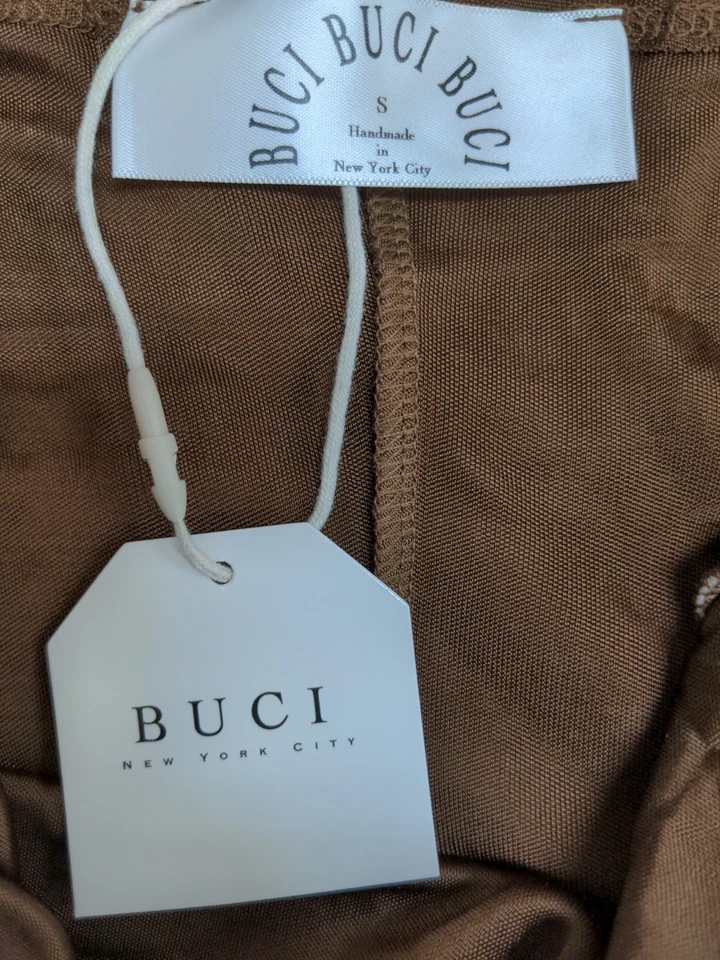 BUCI BUCI BUCI
S
Handmade
in
New York City
BUCI
NEW YORK CITY